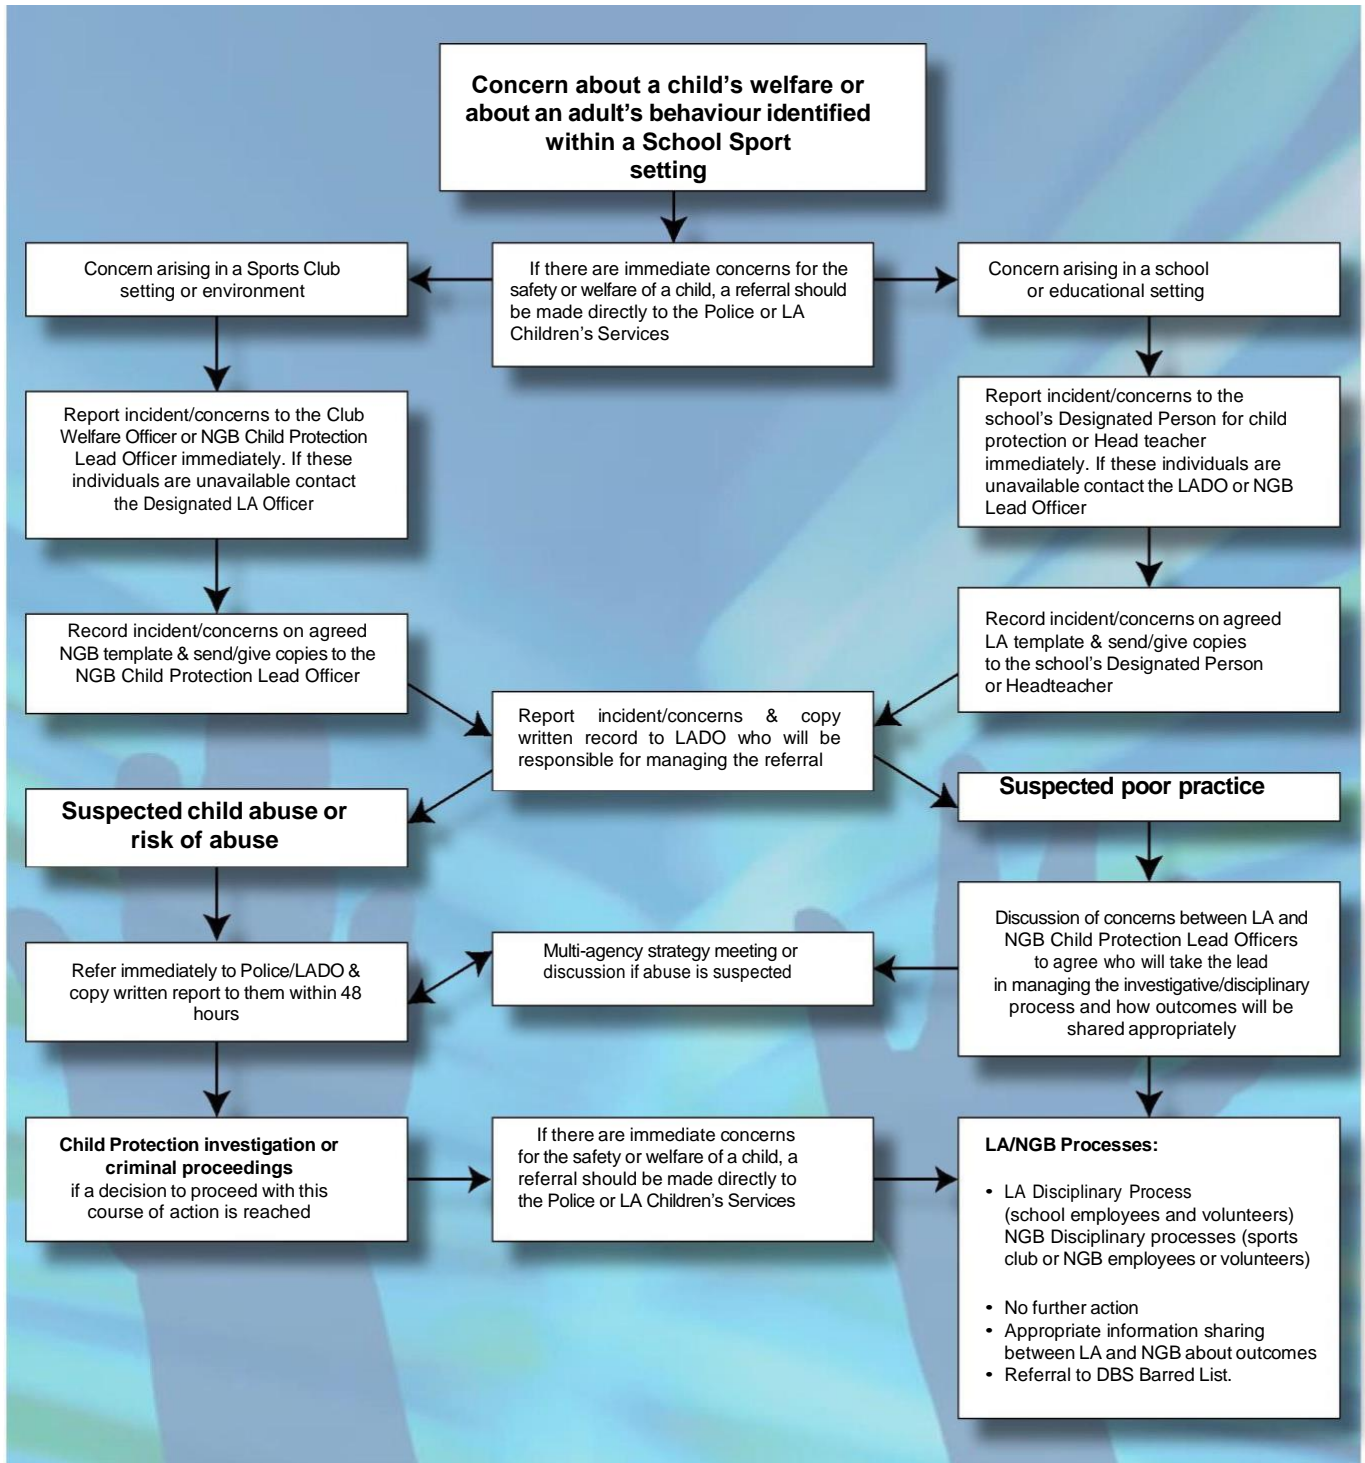 Concern about a child’s welfare or
about an adult’s behaviour identified
within a School Sport
setting
Concern arising in a Sports Club
setting or environment
If there are immediate concerns for the
safety or welfare of a child, a referral should
be made directly to the Police or LA
Children’s Services
Concern arising in a school
or educational setting
Report incident/concerns to the Club
Welfare Officer or NGB Child Protection
Lead Officer immediately. If these
individuals are unavailable contact
the Designated LA Officer
Report incident/concerns to the
school’s Designated Person for child
protection or Head teacher
immediately. If these individuals are
unavailable contact the LADO or NGB
Lead Officer
Record incident/concerns on agreed
NGB template & send/give copies to the
NGB Child Protection Lead Officer
Record incident/concerns on agreed
LA template & send/give copies
to the school’s Designated Person
or Headteacher
Report incident/concerns & copy
written record to LADO who will be
responsible for managing the referral
Suspected child abuse or
risk of abuse
Suspected poor practice
Refer immediately to Police/LADO &
copy written report to them within 48
hours
Multi-agency strategy meeting or
discussion if abuse is suspected
Discussion of concerns between LA and
NGB Child Protection Lead Officers
to agree who will take the lead
in managing the investigative/disciplinary
process and how outcomes will be
shared appropriately
Child Protection investigation or
criminal proceedings
if a decision to proceed with this
course of action is reached
If there are immediate concerns
for the safety or welfare of a child, a
referral should be made directly to
the Police or LA Children’s Services
LA/NGB Processes:
• LA Disciplinary Process
(school employees and volunteers)
NGB Disciplinary processes (sports
club or NGB employees or volunteers)
• No further action
• Appropriate information sharing
between LA and NGB about outcomes
• Referral to DBS Barred List.